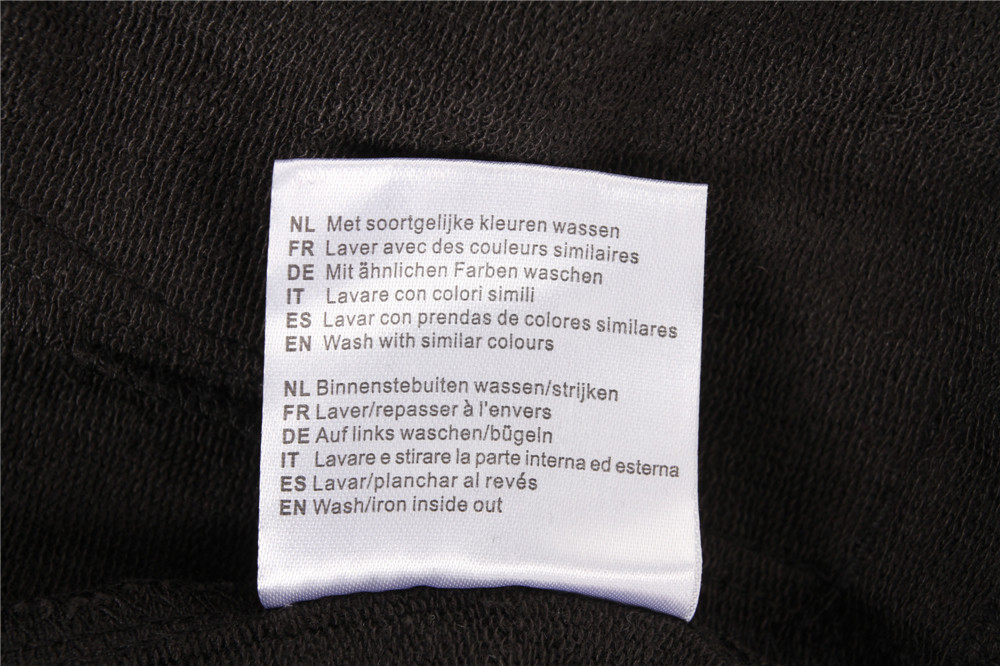 NL Met soortgelijke kleuren wassen
FR Laver avec des couleurs similaires
DE Mit ähnlichen Farben waschen
IT Lavare con colori simili
ES Lavar con prendas de colores similares
EN Wash with similar colours
NL Binnenstebuiten wassen/strijken
FR Laver/repasser à l'envers
DE Auf links waschen/bügeln
IT Lavare e stirare la parte interna ed esterna
ES Lavar/planchar al revés
EN Wash/iron inside out